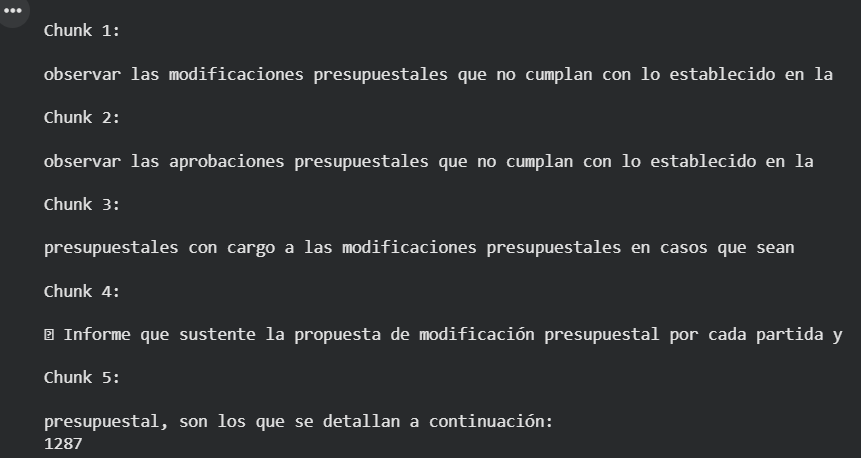 Chunk 1:
observar las modificaciones presupuestales que no cumplan con lo establecido en la
Chunk 2:
observar las aprobaciones presupuestales que no cumplan con lo establecido en la
Chunk 3:
presupuestales con cargo a las modificaciones presupuestales en casos que sean
Chunk 4:
Informe que sustente la propuesta de modificación presupuestal por cada partida y
Chunk 5:
presupuestal, son los que se detallan a continuación:
1287